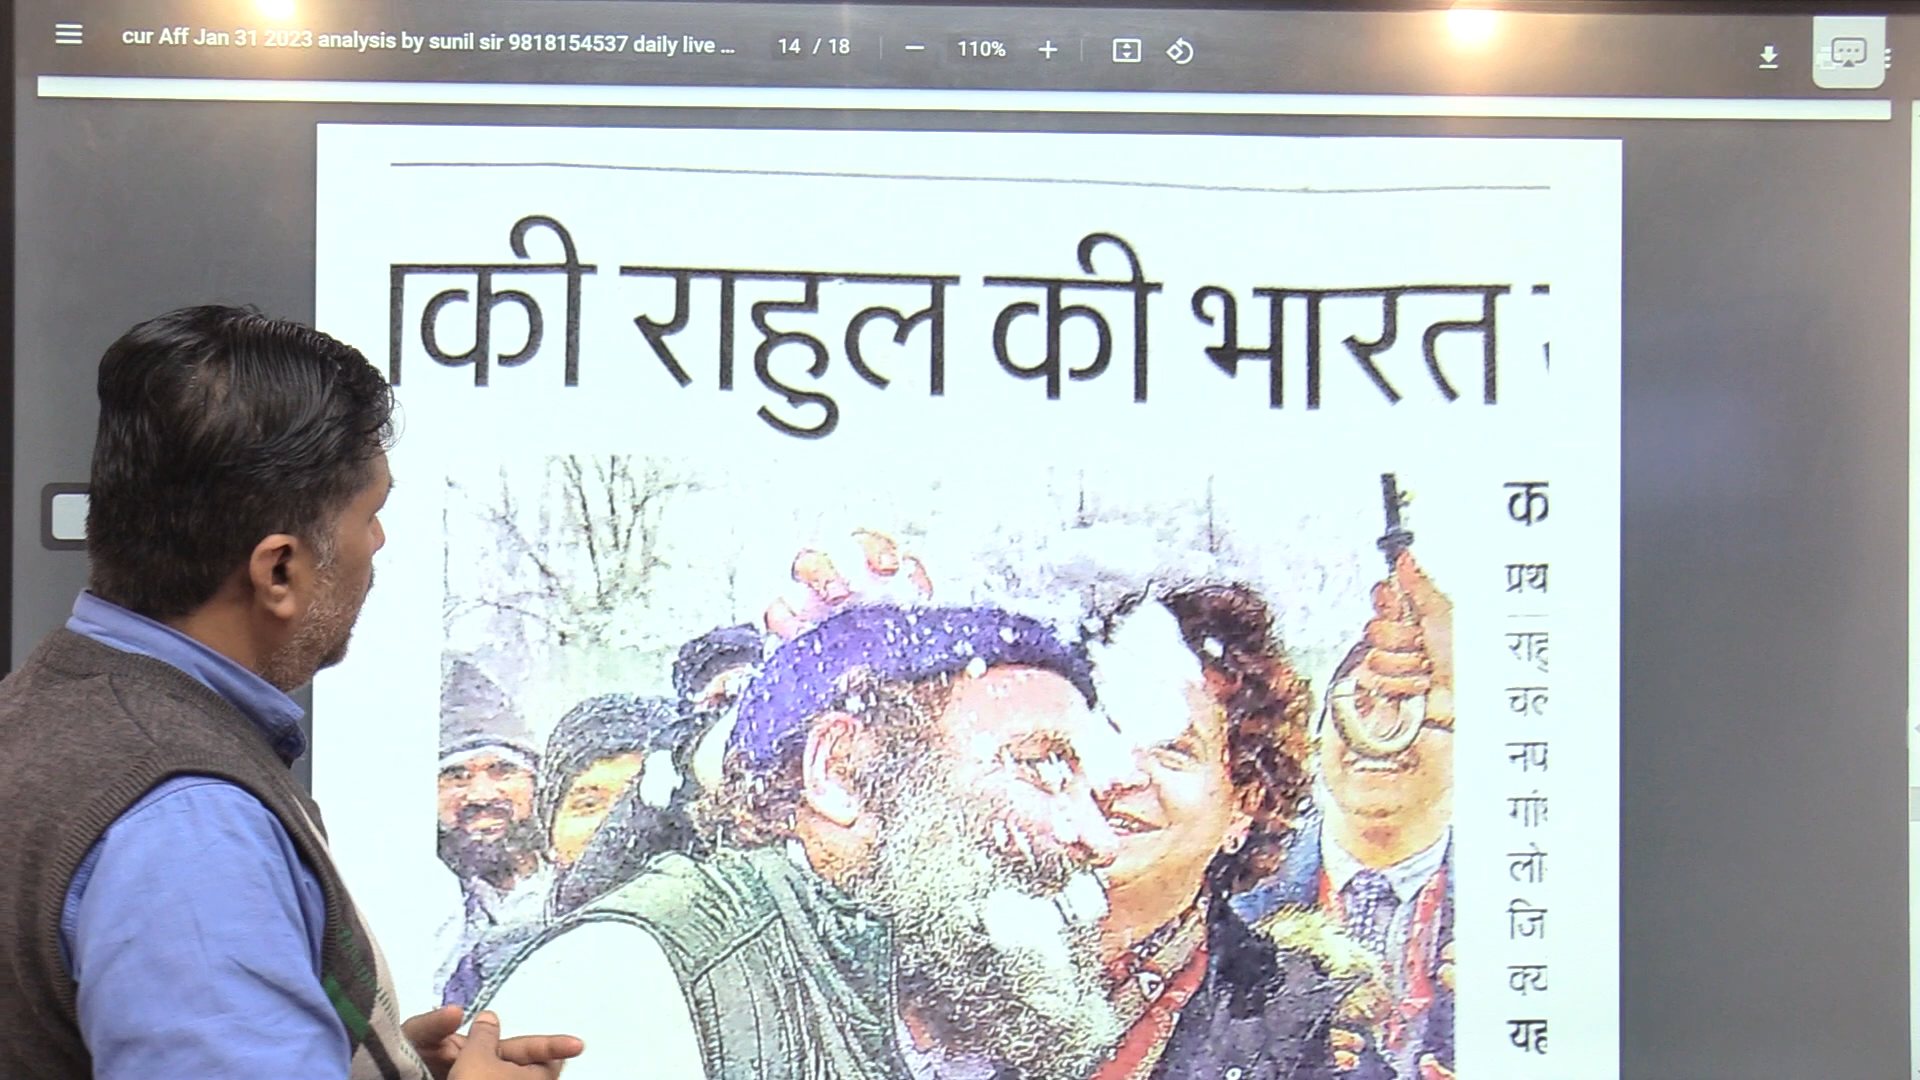 cur Aff Jan 31 2023 analysis by sunil sir 9818154537 daily live ...
14 / 18
110%
की राहुल की भारत
क
प्रथ
राहु
चल
नप
गां
लो
जि
क्य
यह